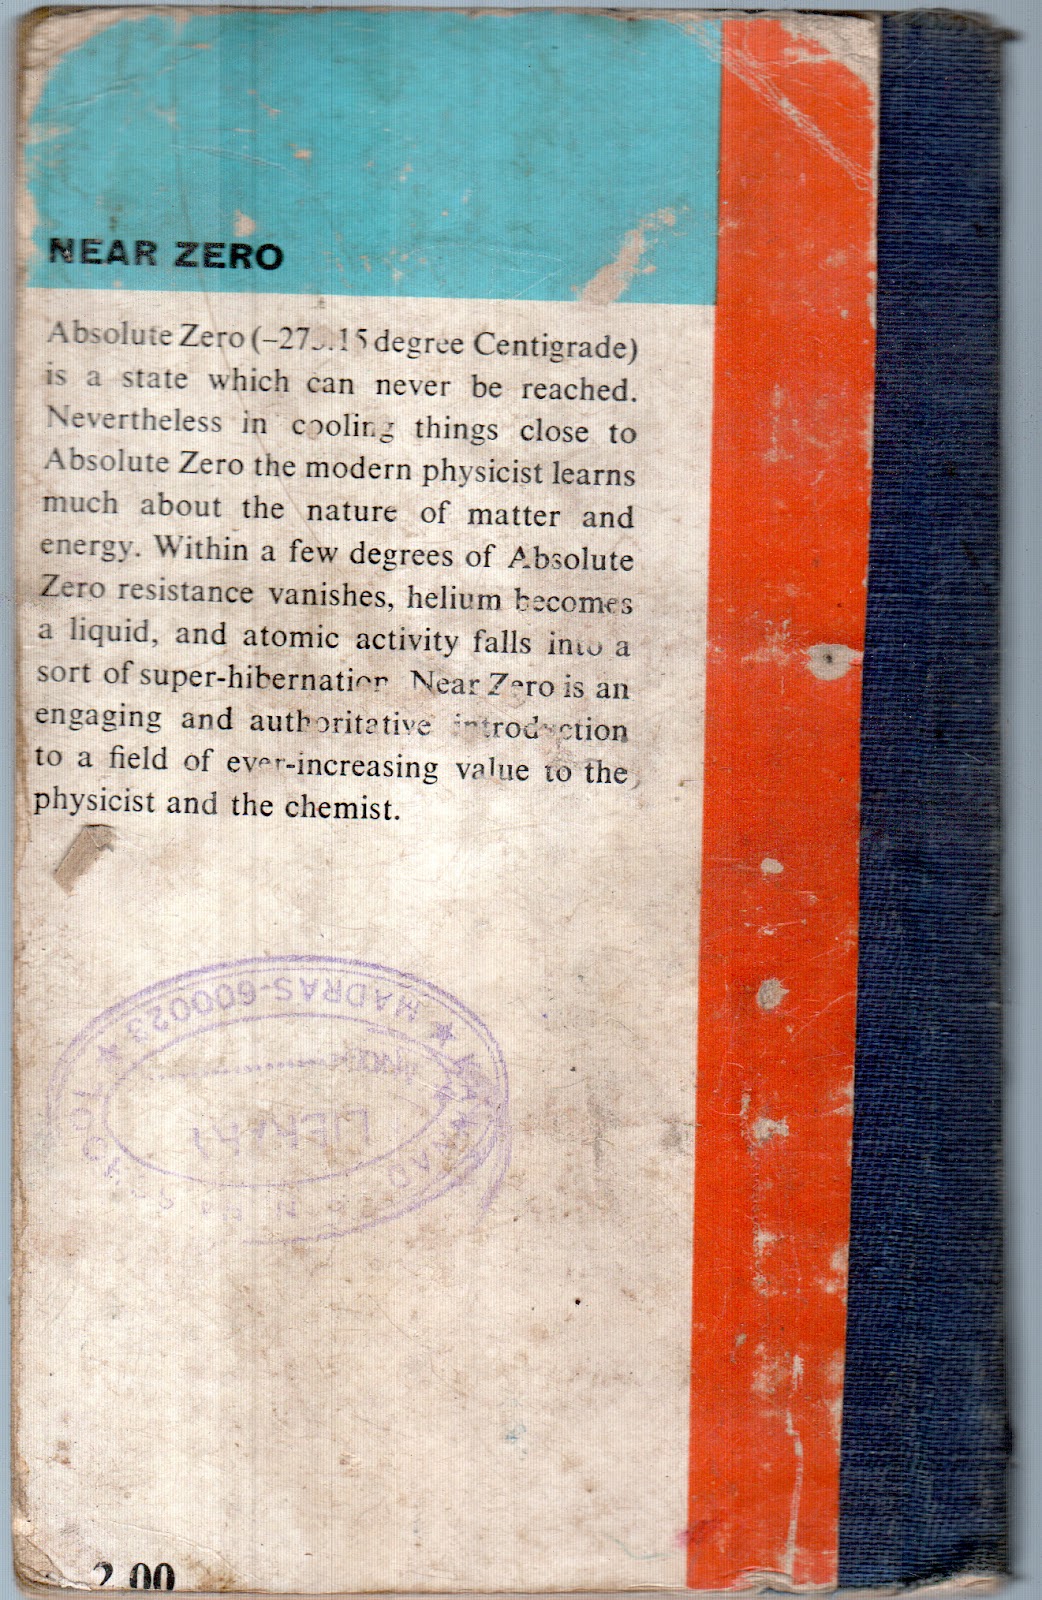 NEAR ZERO
Absolute Zero (–273.15 degree Centigrade)
is a state which can never be reached.
Nevertheless in cooling things close to
Absolute Zero the modern physicist learns
much about the nature of matter and
energy. Within a few degrees of Absolute
Zero resistance vanishes, helium becomes
a liquid, and atomic activity falls into a
sort of super-hibernation Near Zero is an
engaging and authoritative introduction
to a field of ever-increasing value to the
physicist and the chemist.
MADRAS-600023
2.00